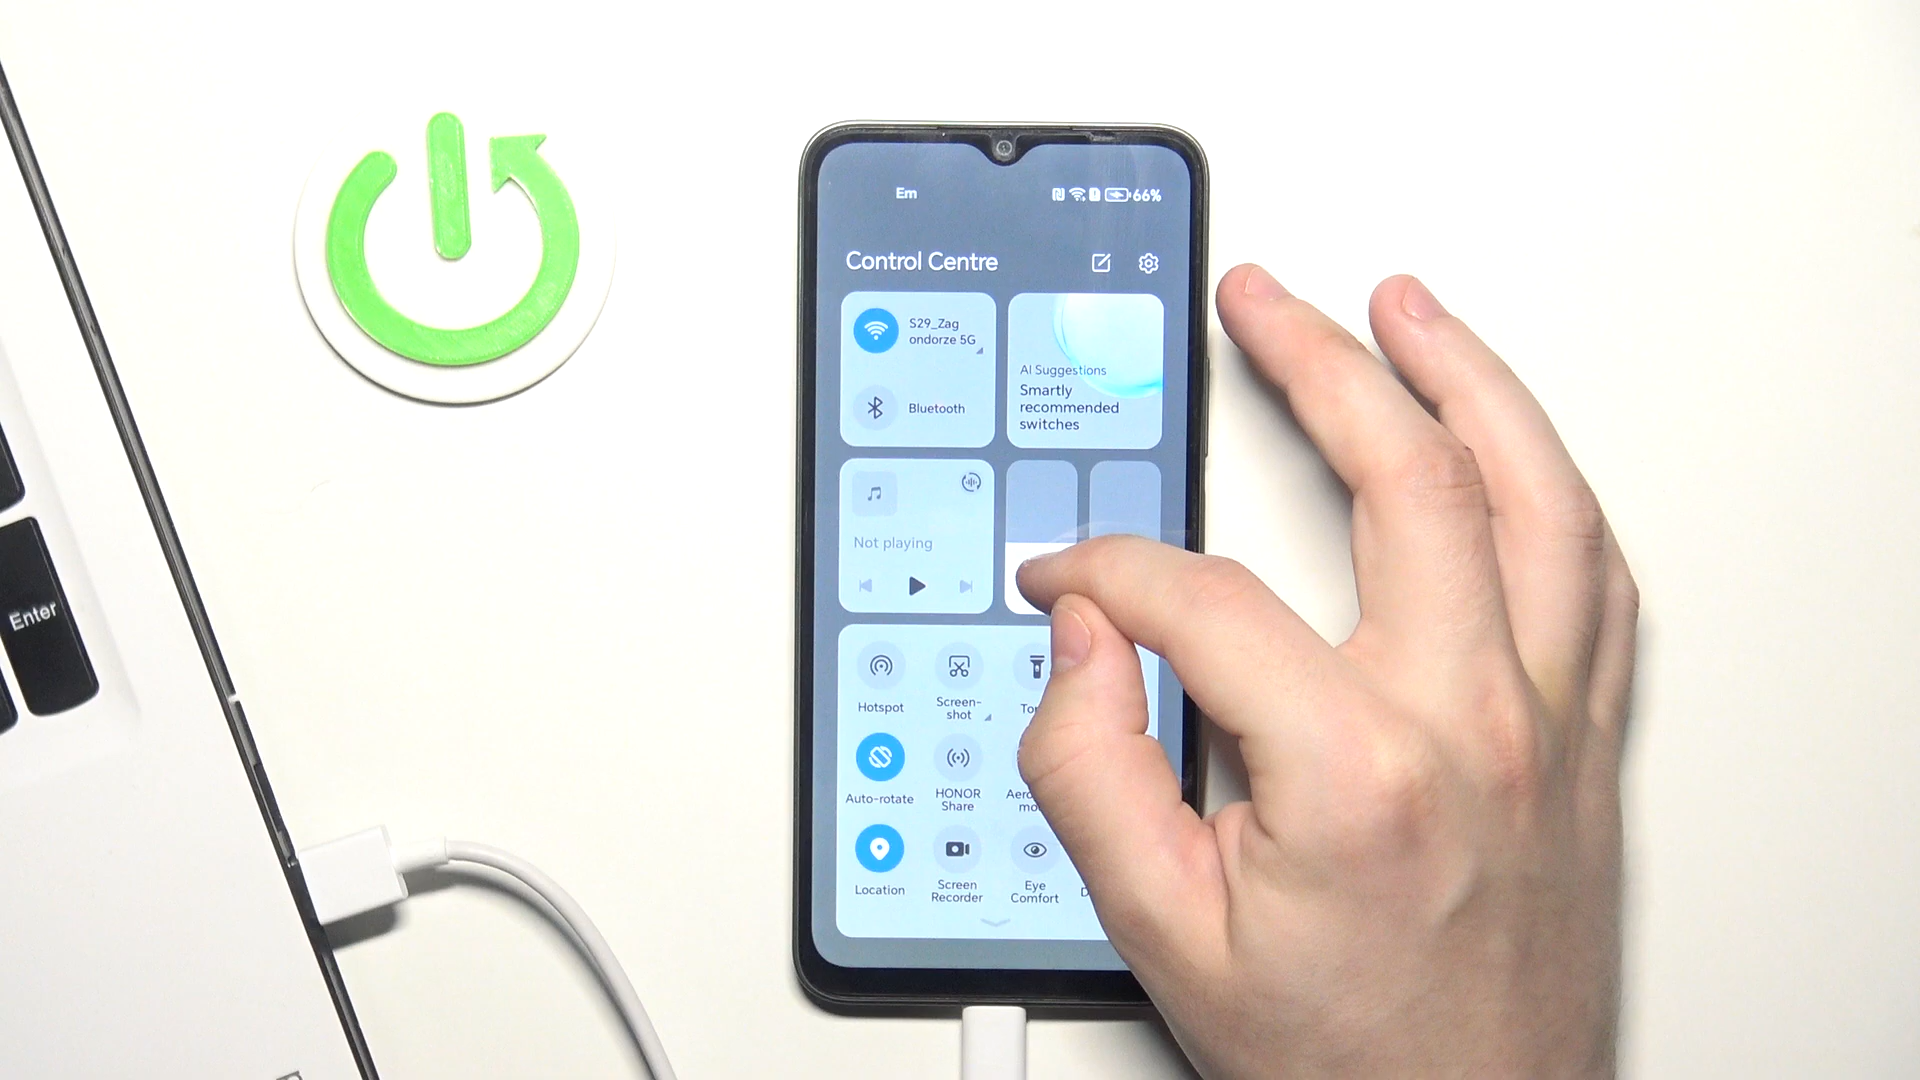 Em
66%
Control Centre
S29_Zag
ondorze 5G
Bluetooth
AI Suggestions
Smartly
recommended
switches
Not playing
Hotspot
Screen-
shot
Auto-rotate
HONOR
Share
Location
Screen
Recorder
Eye
Comfort
Enter